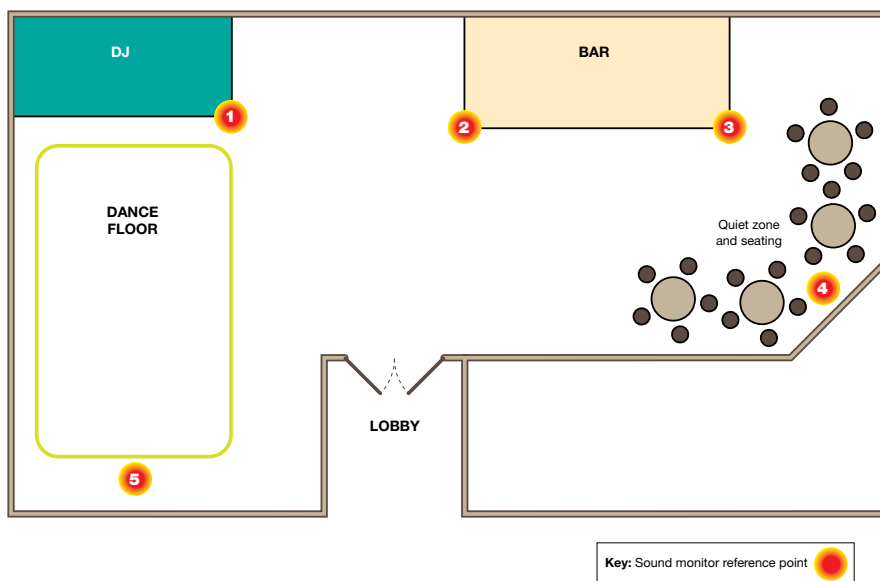 DJ
BAR
1
2
3
DANCE
FLOOR
Quiet zone
and seating
4
LOBBY
5
Key: Sound monitor reference point